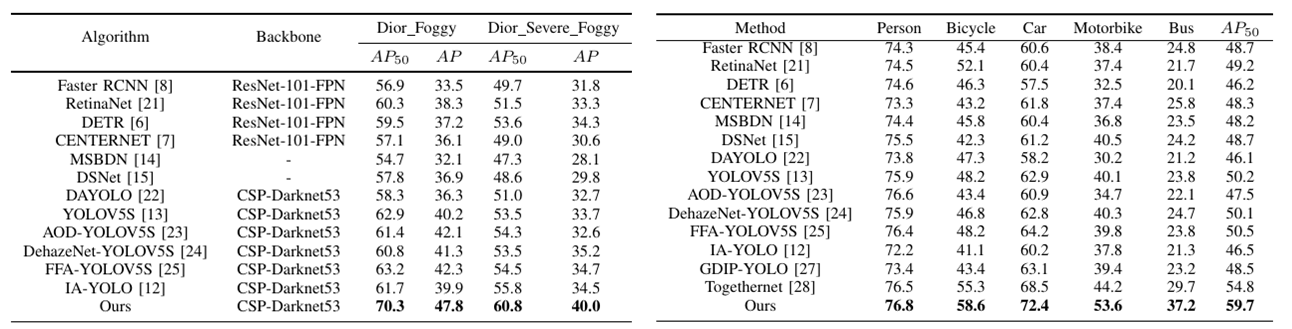 Algorithm Backbone Dior_Foggy Dior_Severe_Foggy
AP50 AP AP50 AP
Faster RCNN [8] ResNet-101-FPN 56.9 33.5 49.7 31.8
RetinaNet [21] ResNet-101-FPN 60.3 38.3 51.5 33.3
DETR [6] ResNet-101-FPN 59.5 37.2 53.6 34.3
CENTERNET [7] ResNet-101-FPN 57.1 36.1 49.0 30.6
MSBDN [14] - 54.7 32.1 47.3 28.1
DSNet [15] - 57.8 36.9 48.6 29.8
DAYOLO [22] CSP-Darknet53 58.3 36.3 51.0 32.7
YOLOV5S [13] CSP-Darknet53 62.9 40.2 53.5 33.7
AOD-YOLOV5S [23] CSP-Darknet53 61.4 42.1 54.3 32.6
DehazeNet-YOLOV5S [24] CSP-Darknet53 60.8 41.3 53.5 35.2
FFA-YOLOV5S [25] CSP-Darknet53 63.2 42.3 54.5 34.7
IA-YOLO [12] CSP-Darknet53 61.7 39.9 55.8 34.5
Ours CSP-Darknet53 70.3 47.8 60.8 40.0
Method Person Bicycle Car Motorbike Bus AP50
Faster RCNN [8] 74.3 45.4 60.6 38.4 24.8 48.7
RetinaNet [21] 74.5 52.1 60.4 37.4 21.7 49.2
DETR [6] 74.6 46.3 57.5 32.5 20.1 46.2
CENTERNET [7] 73.3 43.2 61.8 37.4 25.8 48.3
MSBDN [14] 74.4 45.8 60.4 36.8 23.5 48.2
DSNet [15] 75.5 42.3 61.2 40.5 24.2 48.7
DAYOLO [22] 73.8 47.3 58.2 30.2 21.2 46.1
YOLOV5S [13] 75.9 48.2 62.9 40.1 23.8 50.2
AOD-YOLOV5S [23] 76.6 43.4 60.9 34.7 22.1 47.5
DehazeNet-YOLOV5S [24] 75.9 46.8 62.8 40.3 24.7 50.1
FFA-YOLOV5S [25] 76.4 48.2 64.2 39.8 23.8 50.5
IA-YOLO [12] 72.2 41.1 60.2 37.8 21.3 46.5
GDIP-YOLO [27] 73.4 43.4 63.1 39.4 23.2 48.5
Togethernet [28] 76.5 55.3 68.5 44.2 29.7 54.8
Ours 76.8 58.6 72.4 53.6 37.2 59.7